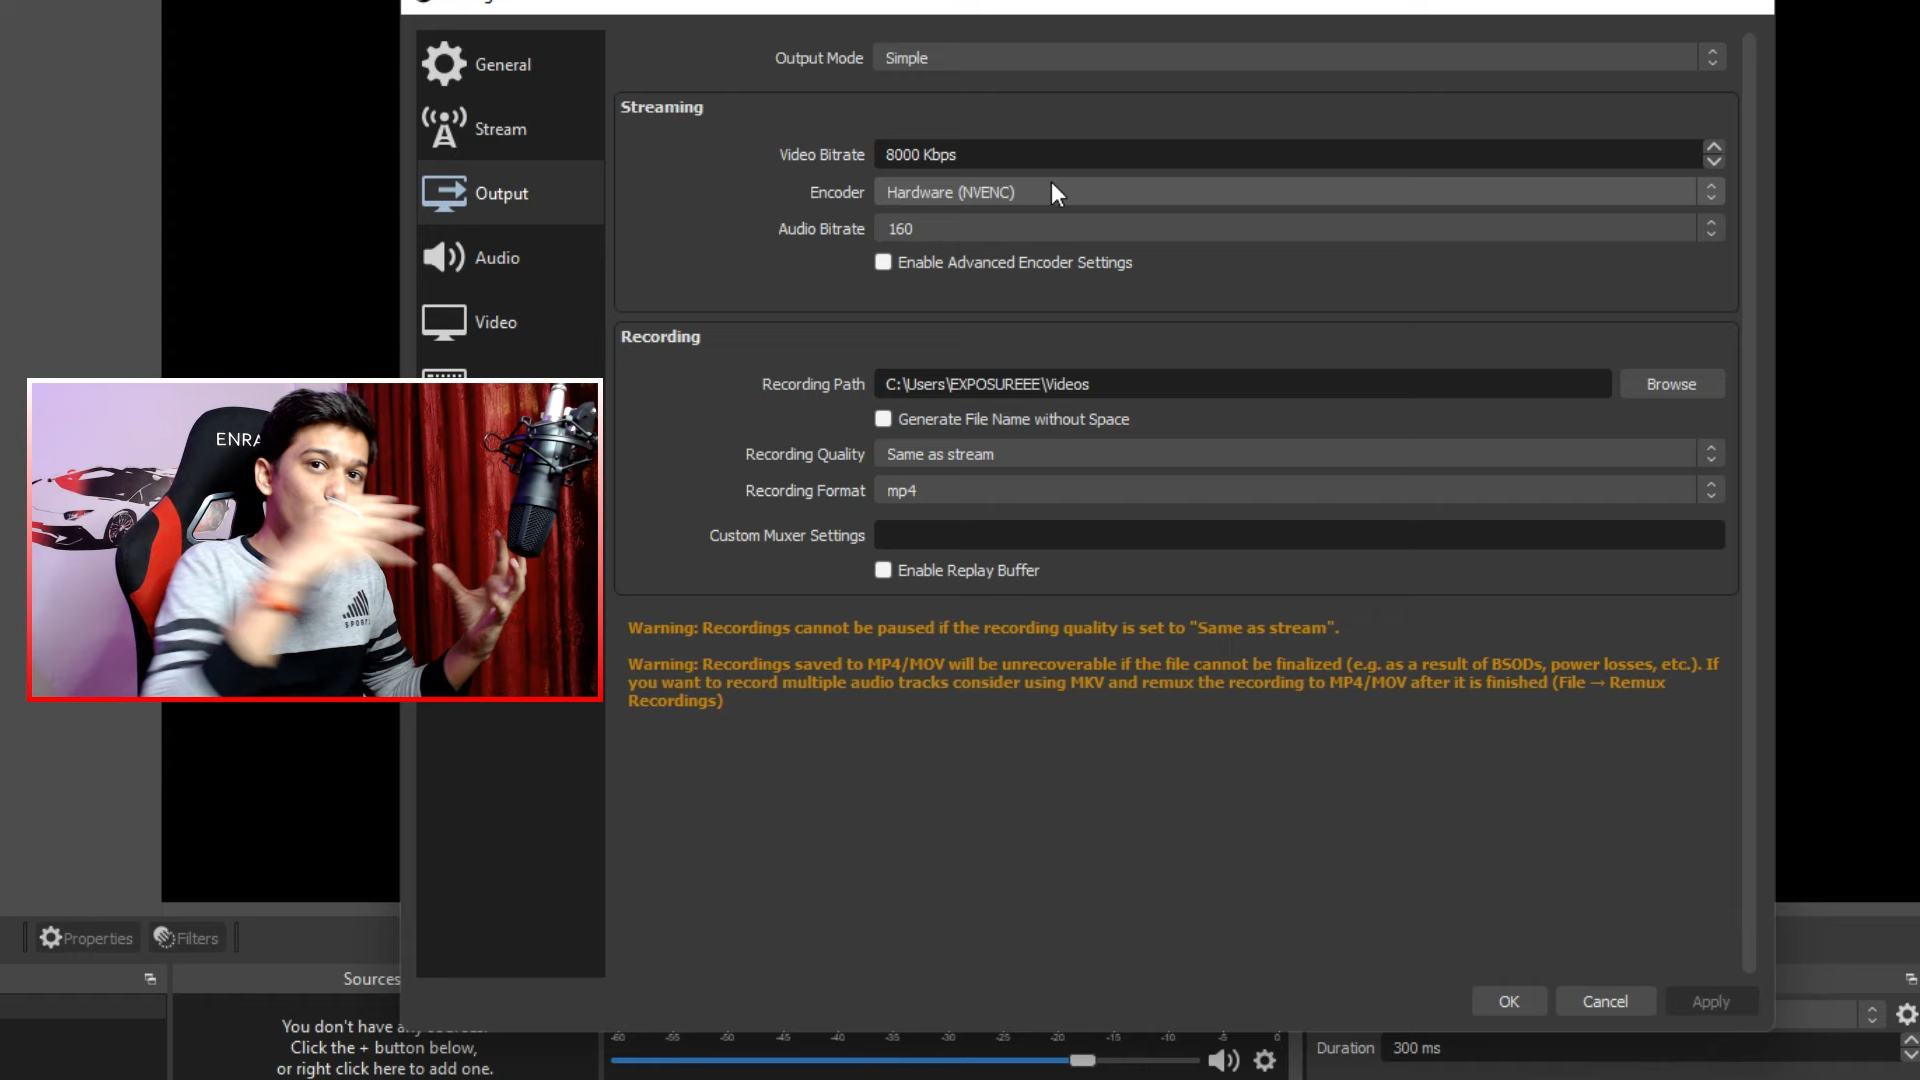 General
Stream
Output
Audio
Video
Output Mode Simple
Streaming
Video Bitrate 8000 Kbps
Encoder Hardware (NVENC)
Audio Bitrate 160
Enable Advanced Encoder Settings
Recording
Recording Path C:\Users\EXPOSUREEE\Videos Browse
Generate File Name without Space
Recording Quality Same as stream
Recording Format mp4
Custom Muxer Settings
Enable Replay Buffer
Warning: Recordings cannot be paused if the recording quality is set to "Same as stream".
Warning: Recordings saved to MP4/MOV will be unrecoverable if the file cannot be finalized (e.g. as a result of BSODs, power losses, etc.). If
you want to record multiple audio tracks consider using MKV and remux the recording to MP4/MOV after it is finished (File → Remux
Recordings)
ENRA
SPORT
Properties Filters
Sources
You don't have any
Click the + button below,
or right click here to add one.
OK Cancel Apply
-60 -55 -50 -45 -40 -35 -30 -25 -20 -15 -10 -5 0
Duration 300 ms